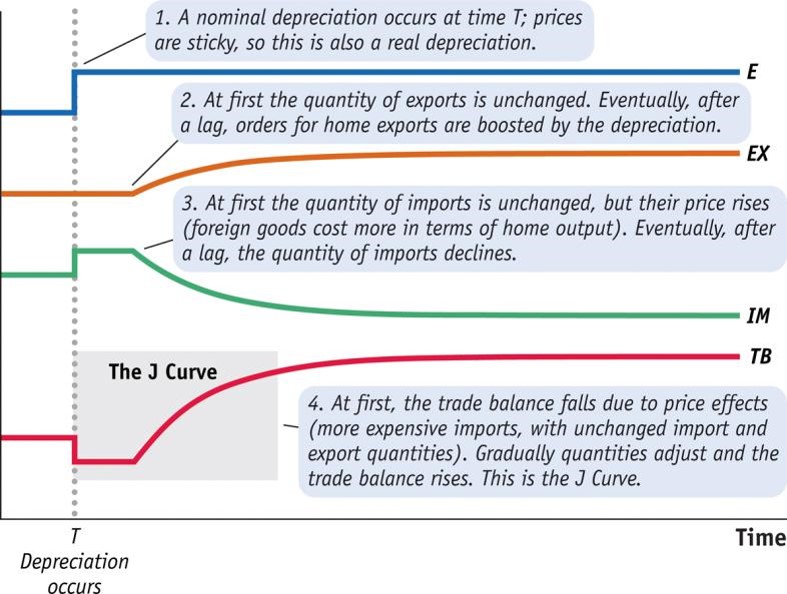 1. A nominal depreciation occurs at time T; prices
are sticky, so this is also a real depreciation.
E
2. At first the quantity of exports is unchanged. Eventually, after
a lag, orders for home exports are boosted by the depreciation.
EX
3. At first the quantity of imports is unchanged, but their price rises
(foreign goods cost more in terms of home output). Eventually, after
a lag, the quantity of imports declines.
IM
TB
The J Curve
4. At first, the trade balance falls due to price effects
(more expensive imports, with unchanged import and
export quantities). Gradually quantities adjust and the
trade balance rises. This is the J Curve.
T
Depreciation
occurs
Time